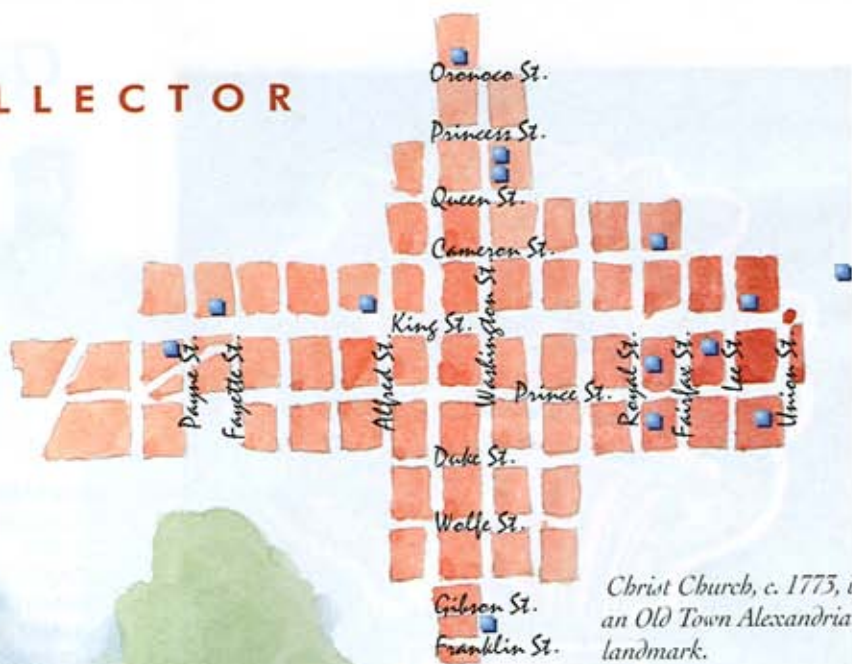 Oronoco St.
LLECTOR
Princess St.
Queen St.
Cameron St.
King St.
Washington St.
Payne St.
Fayette St.
Alfred St.
Prince St.
Royal St.
Fairfax St.
Lee St.
Union St.
Duke St.
Wolfe St.
Gibson St.
Franklin St.
Christ Church, c. 1773,
an Old Town Alexandria
landmark.